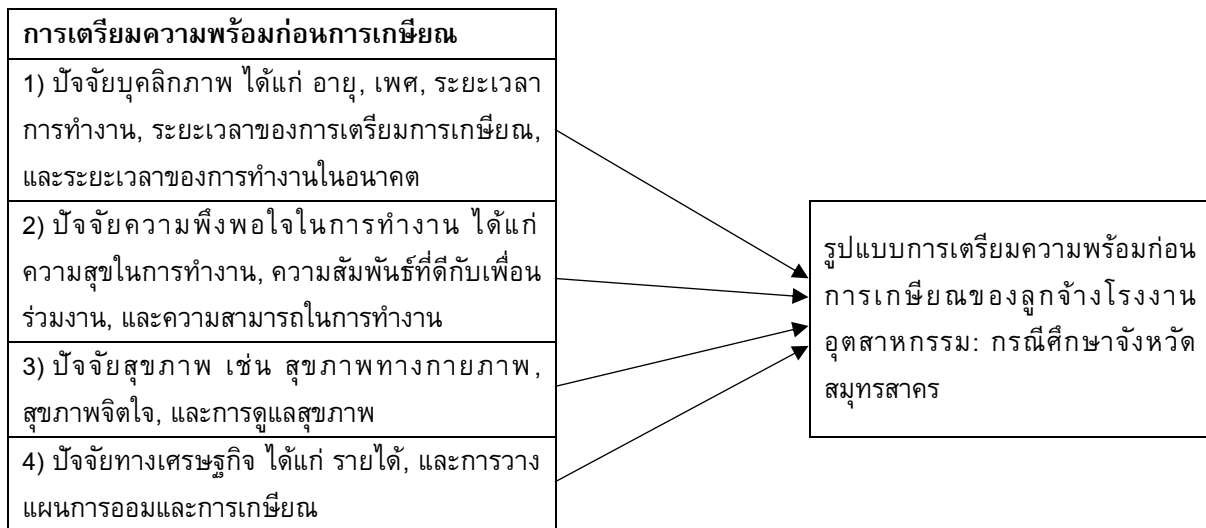 การเตรียมความพร้อมก่อนการเกษียณ
1) ปัจจัยบุคลิกภาพ ได้แก่ อายุ, เพศ, ระยะเวลา
การทำงาน, ระยะเวลาของการเตรียมการเกษียณ,
และระยะเวลาของการทำงานในอนาคต
2) ปัจจัยความพึงพอใจในการทำงาน ได้แก่
ความสุขในการทำงาน, ความสัมพันธ์ที่ดีกับเพื่อน
ร่วมงาน, และความสามารถในการทำงาน
3) ปัจจัยสุขภาพ เช่น สุขภาพทางกายภาพ,
สุขภาพจิตใจ, และการดูแลสุขภาพ
4) ปัจจัยทางเศรษฐกิจ ได้แก่ รายได้, และการวาง
แผนการออมและการเกษียณ
รูปแบบการเตรียมความพร้อมก่อน
การเกษียณของลูกจ้างโรงงาน
อุตสาหกรรม: กรณีศึกษาจังหวัด
สมุทรสาคร